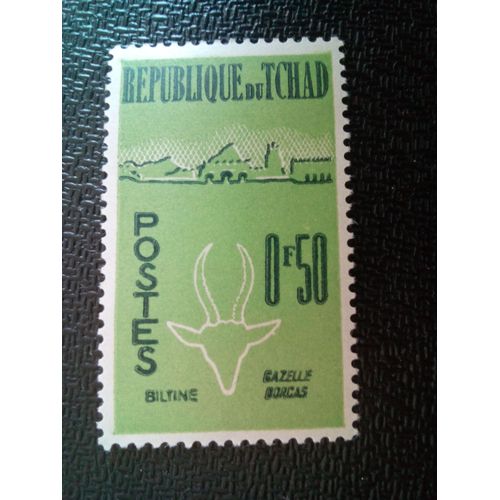 REPUBLIQUE DU TCHAD
POSTES
0F50
BILTINE
GAZELLE
DORCAS